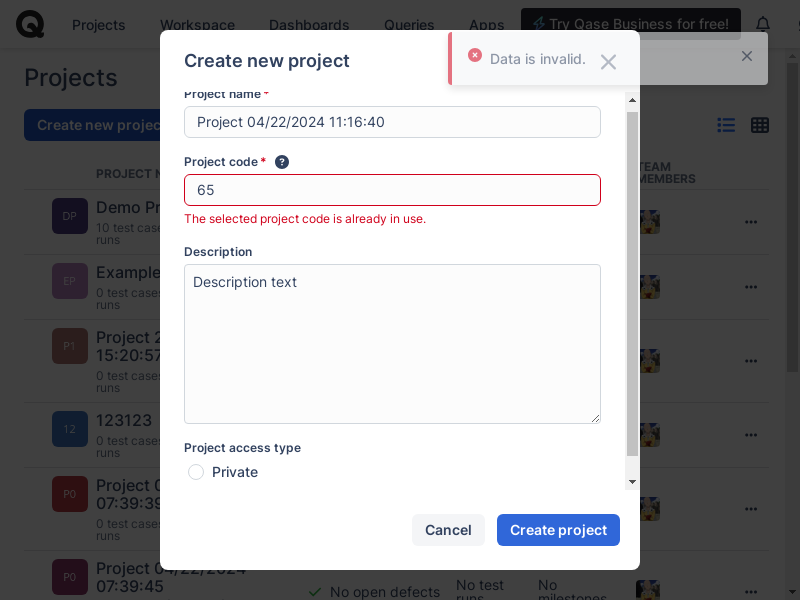 Projects
Workspace
Dashboards
Queries
Apps
Try Qase Business for free!
Create new project
Data is invalid.
Projects
Project name *
Project 04/22/2024 11:16:40
Create new projec
Project code * ?
TEAM
MEMBERS
PROJECT N
65
The selected project code is already in use.
DP
Demo Pr
10 test case
runs
Description
EP
Example
0 test cases
runs
Description text
P1
Project 2
15:20:57
0 test cases
runs
12
123123
0 test cases
runs
Project access type
Private
P0
Project 0
07:39:39
0 test cases
runs
Cancel
Create project
P0
Project 04/22/2024
07:39:45
No open defects
No test
runs
No
milestones